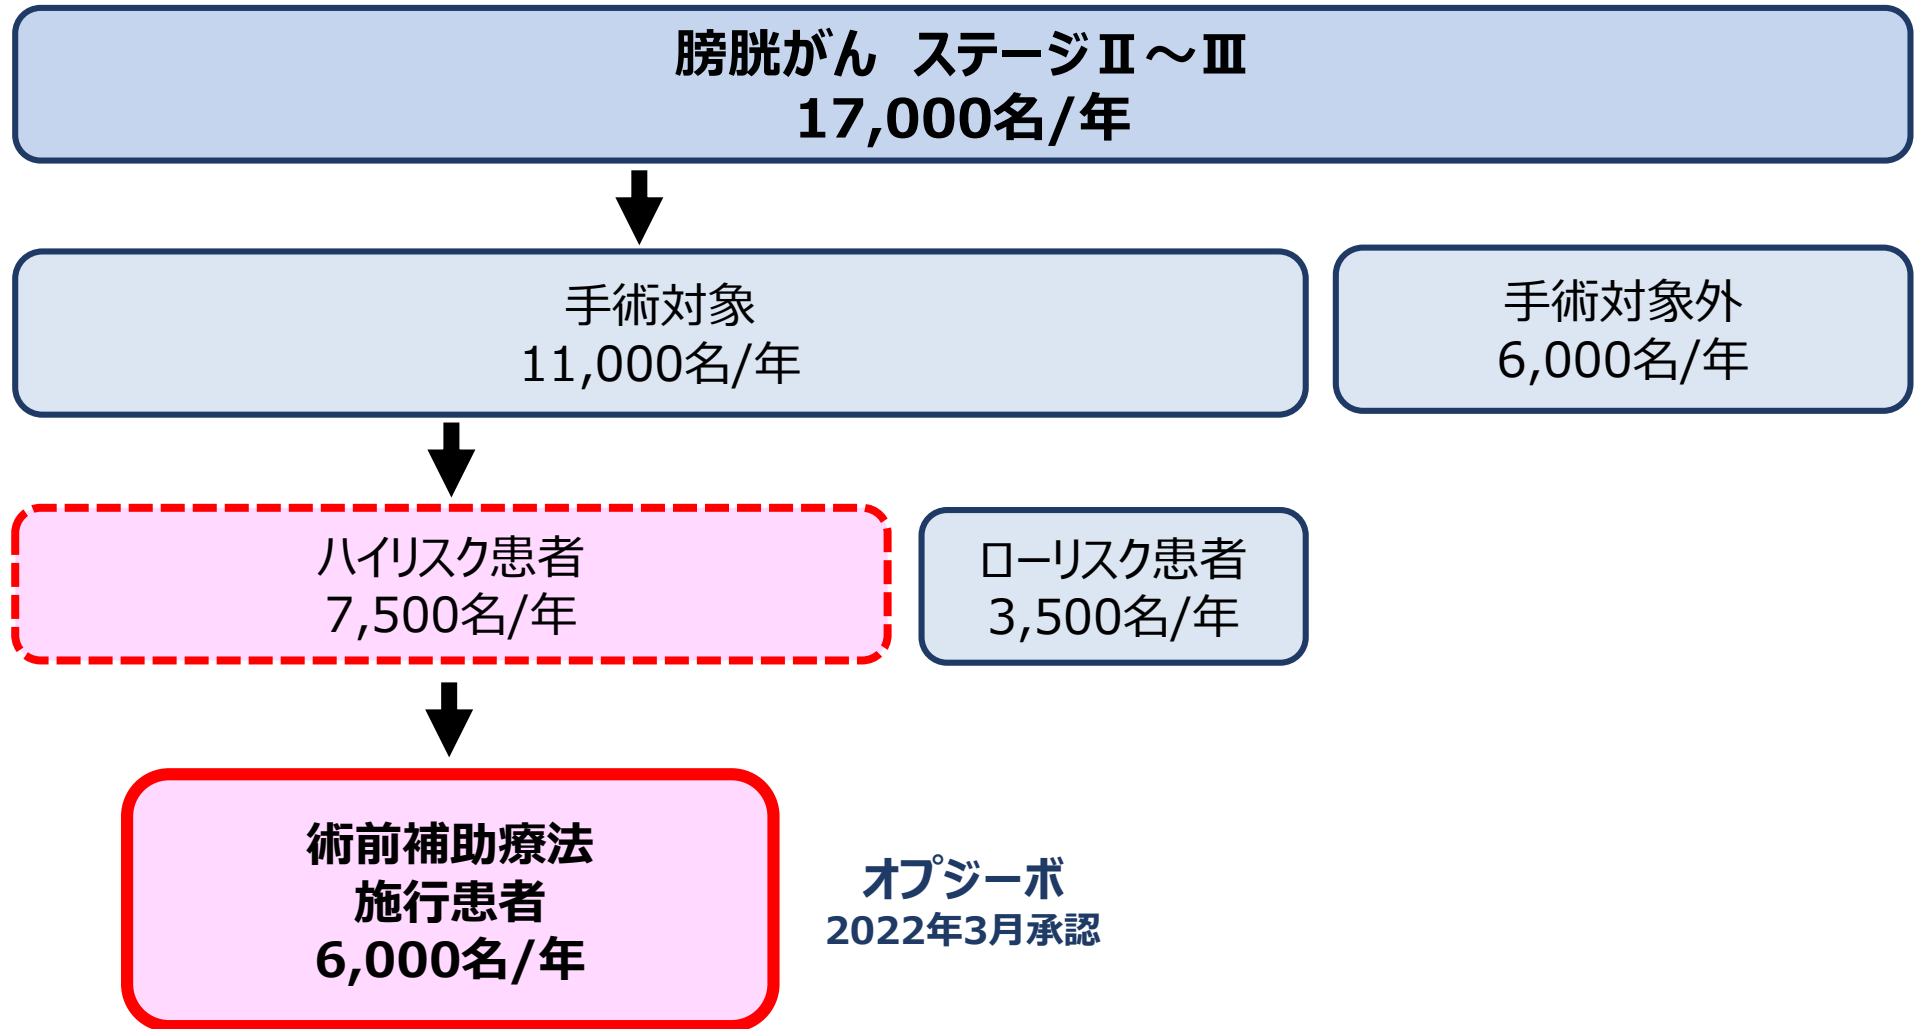 膀胱がん ステージⅡ～Ⅲ
17,000名/年
手術対象
11,000名/年
手術対象外
6,000名/年
ハイリスク患者
7,500名/年
ローリスク患者
3,500名/年
術前補助療法
施行患者
6,000名/年
オプジーボ
2022年3月承認